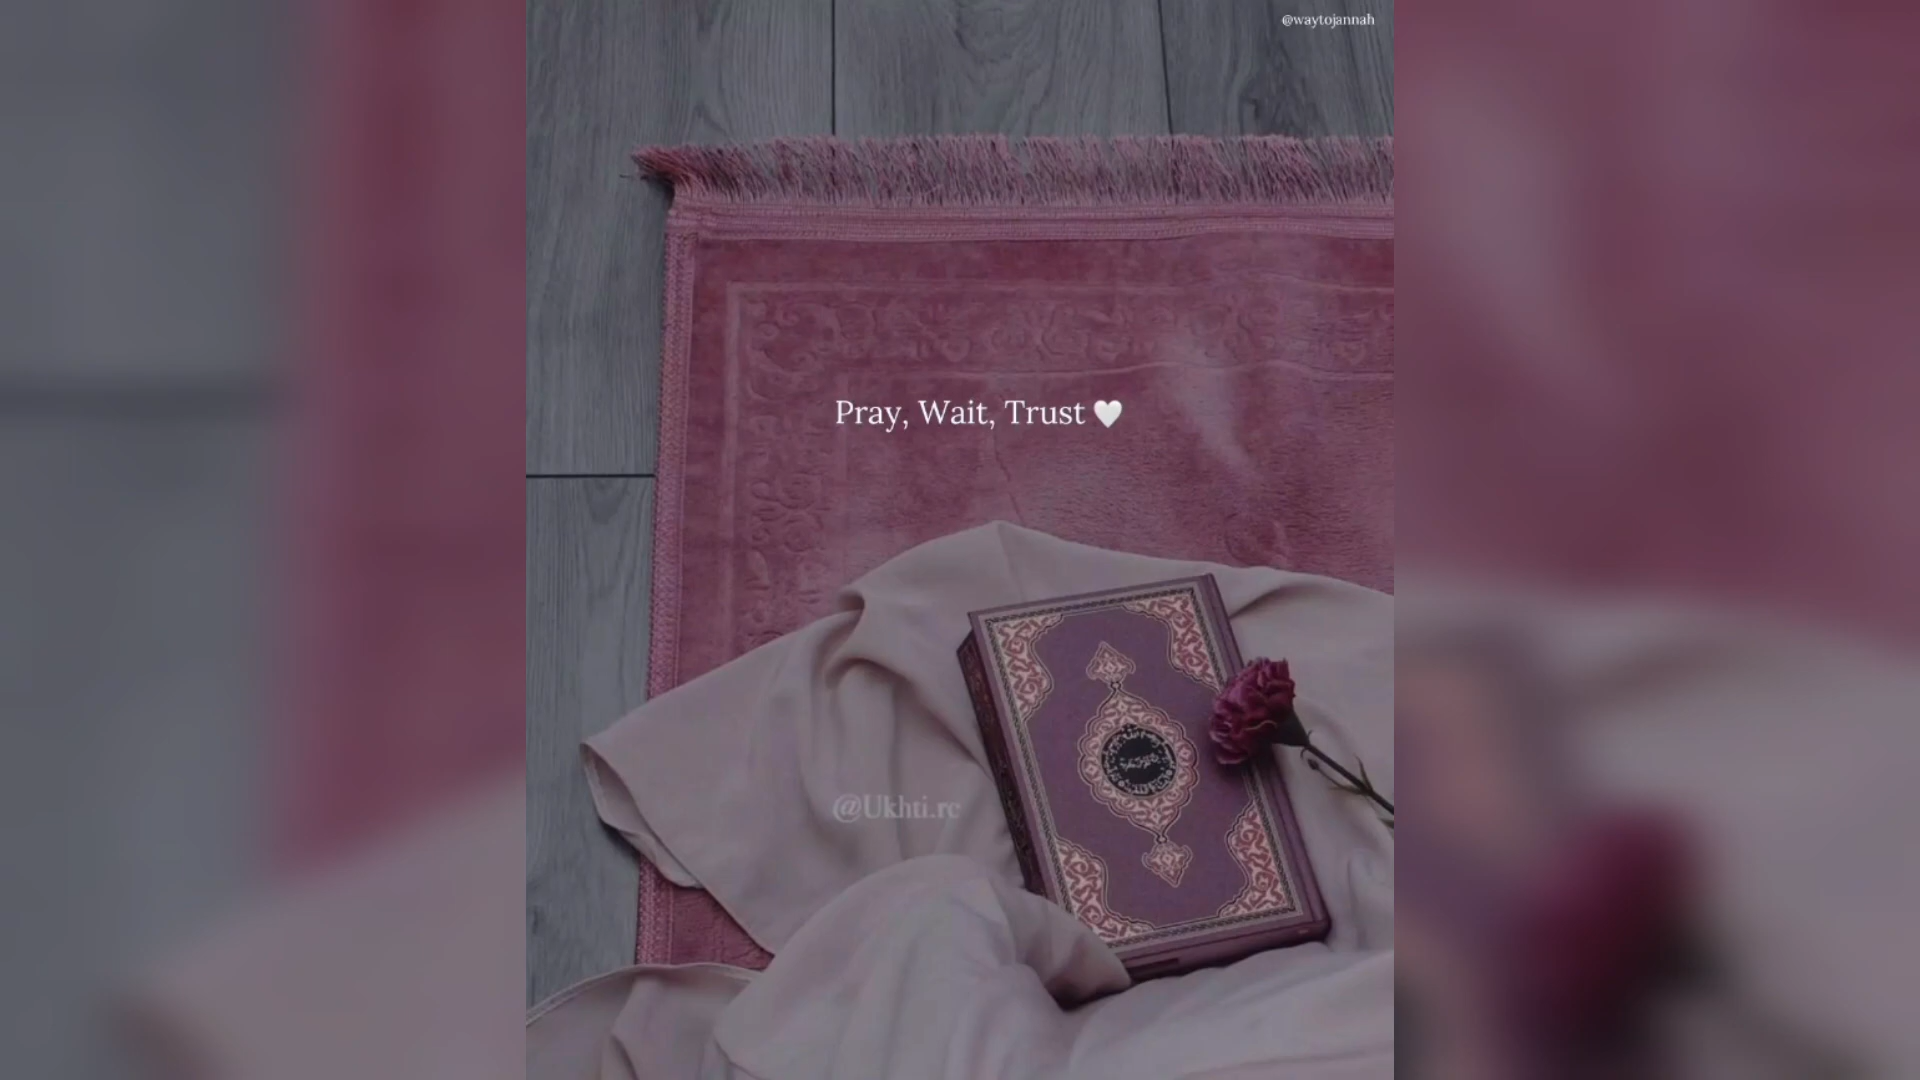 @waytojannah
Pray, Wait, Trust 🤍
@Ukhti.rc